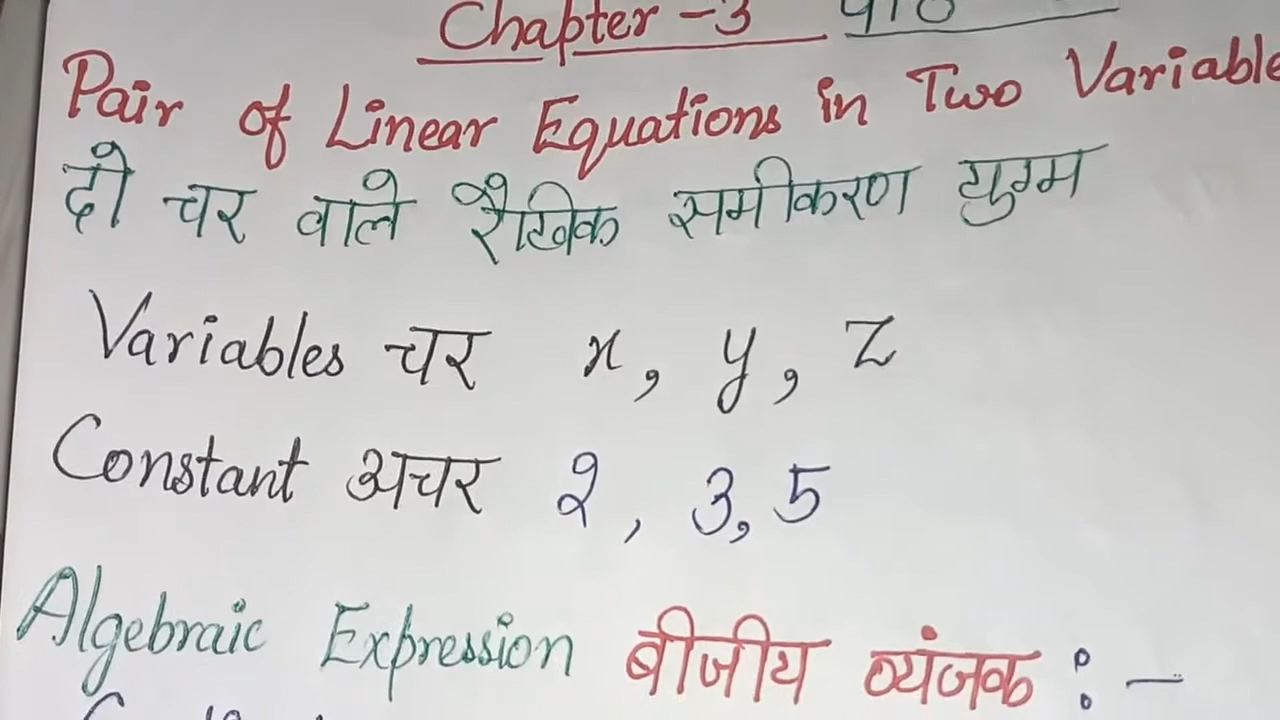 Chapter - 3 पाठ
Pair of Linear Equations in Two Variable
दो चर वाले रैखिक समीकरण युग्म
Variables चर x, y, z
Constant अचर 2, 3, 5
Algebraic Expression बीजीय व्यंजक : -